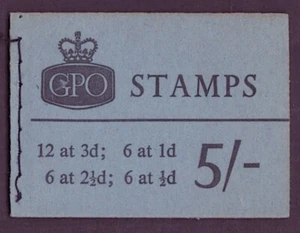 GPO STAMPS
12 at 3d; 6 at 1d
6 at 2½d; 6 at ½d
5/-